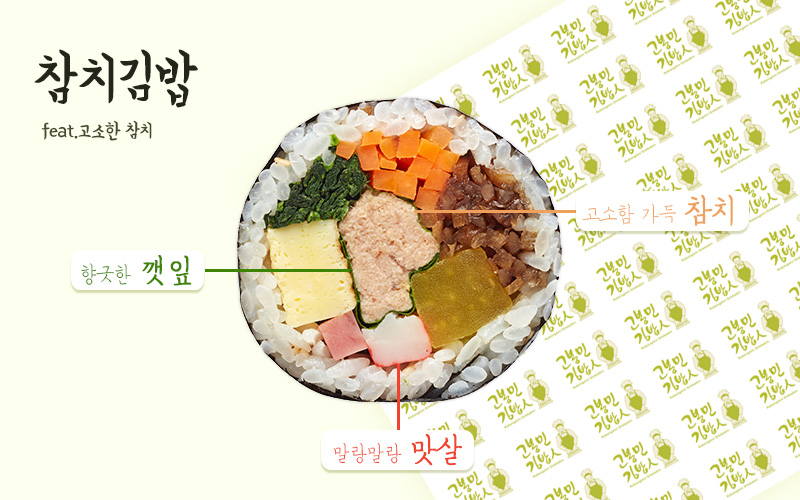 참치김밥
feat.고소한 참치
고소함 가득 참치
향긋한 깻잎
말랑말랑 맛살
고봉민
김밥人